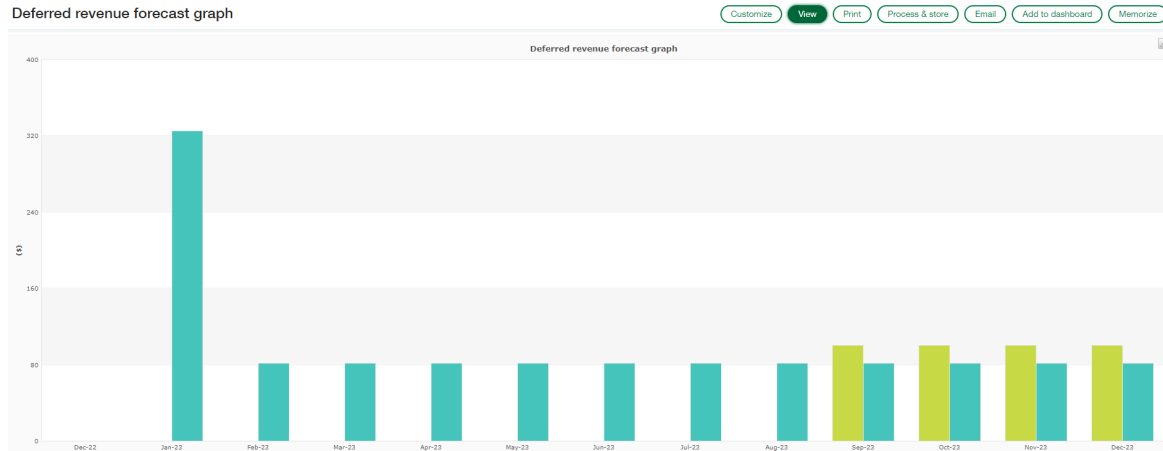 Deferred revenue forecast graph
Customize View Print Process & store Email Add to dashboard Memorize
Deferred revenue forecast graph
400
320
240
($)
160
80
0
Dec-22 Jan-23 Feb-23 Mar-23 Apr-23 May-23 Jun-23 Jul-23 Aug-23 Sep-23 Oct-23 Nov-23 Dec-23